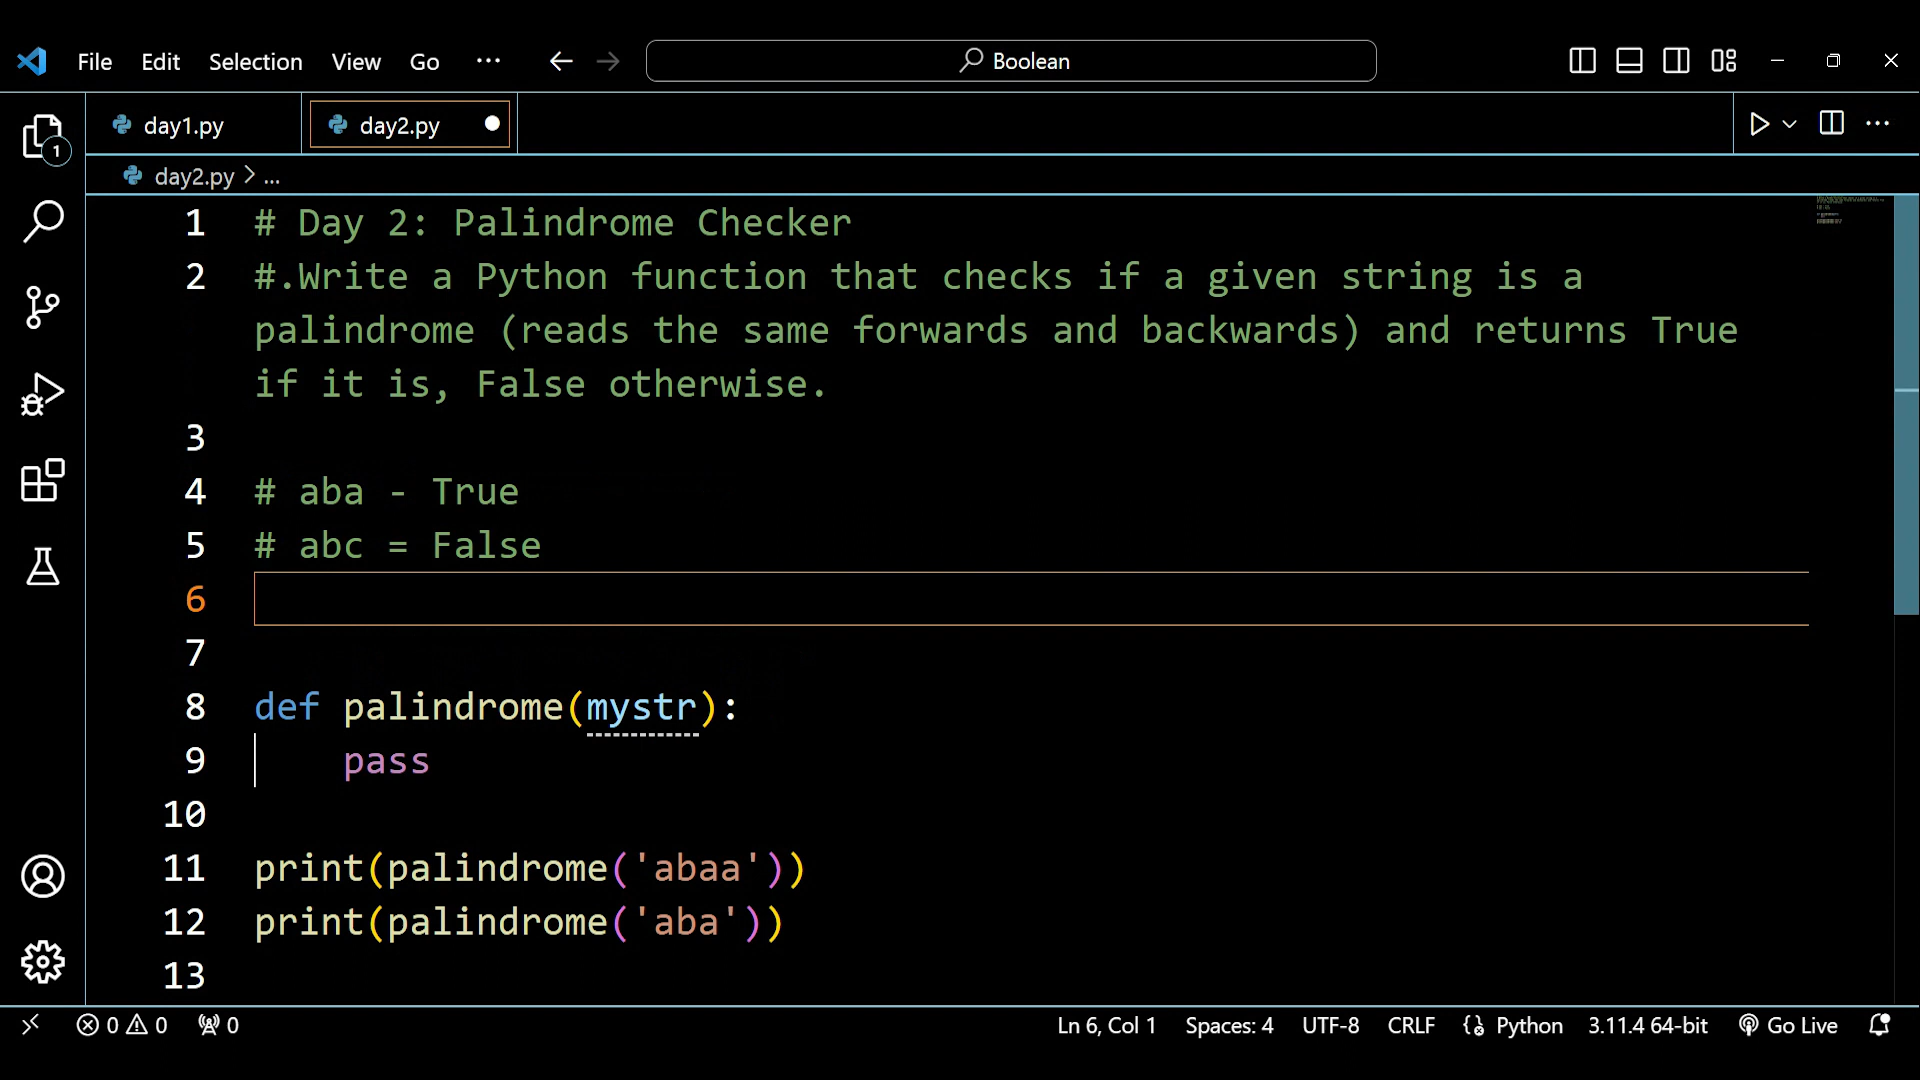 File Edit Selection View Go ··· Boolean
day1.py day2.py
1
day2.py > ...
1 # Day 2: Palindrome Checker
2 #.Write a Python function that checks if a given string is a
palindrome (reads the same forwards and backwards) and returns True
if it is, False otherwise.
3
4 # aba - True
5 # abc = False
6
7
8 def palindrome(mystr):
9 pass
10
11 print(palindrome('abaa'))
12 print(palindrome('aba'))
13
0 0 0 Ln 6, Col 1 Spaces: 4 UTF-8 CRLF Python 3.11.4 64-bit Go Live